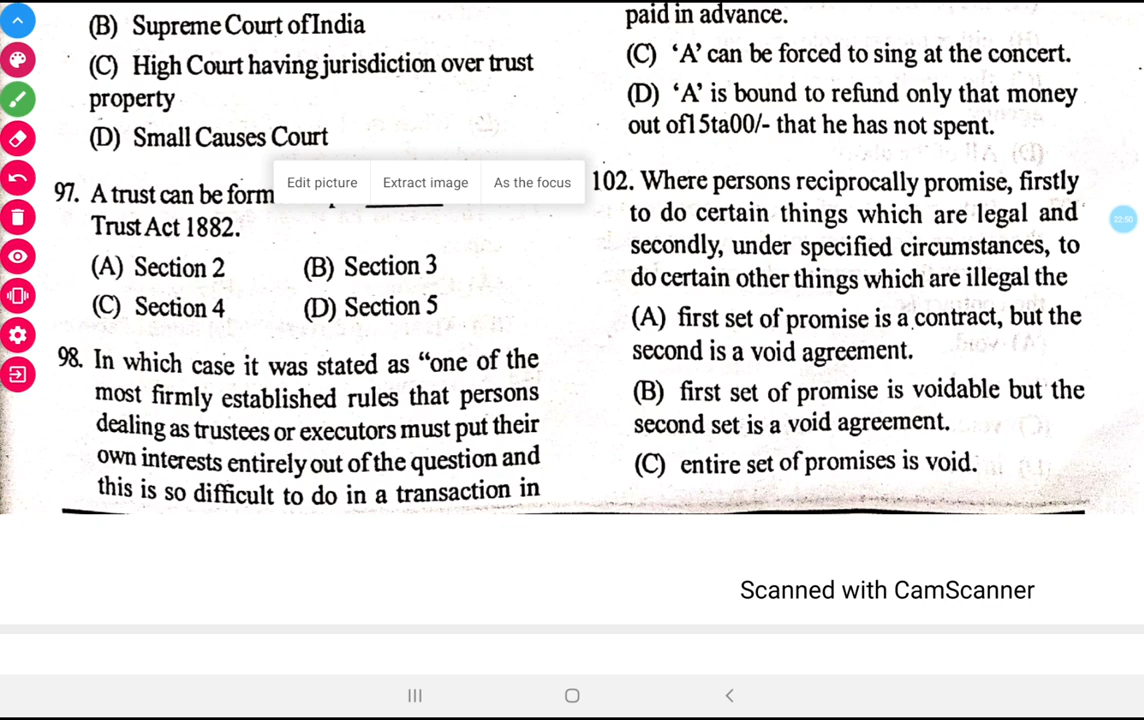 (B) Supreme Court of India
(C) High Court having jurisdiction over trust
property
(D) Small Causes Court
97. A trust can be form
Trust Act 1882.
(A) Section 2 (B) Section 3
(C) Section 4 (D) Section 5
98. In which case it was stated as “one of the
most firmly established rules that persons
dealing as trustees or executors must put their
own interests entirely out of the question and
this is so difficult to do in a transaction in
Edit picture Extract image As the focus
paid in advance.
(C) ‘A’ can be forced to sing at the concert.
(D) ‘A’ is bound to refund only that money
out of15ta00/- that he has not spent.
102. Where persons reciprocally promise, firstly
to do certain things which are legal and
secondly, under specified circumstances, to
do certain other things which are illegal the
(A) first set of promise is a contract, but the
second is a void agreement.
(B) first set of promise is voidable but the
second set is a void agreement.
(C) entire set of promises is void.
22:50
Scanned with CamScanner